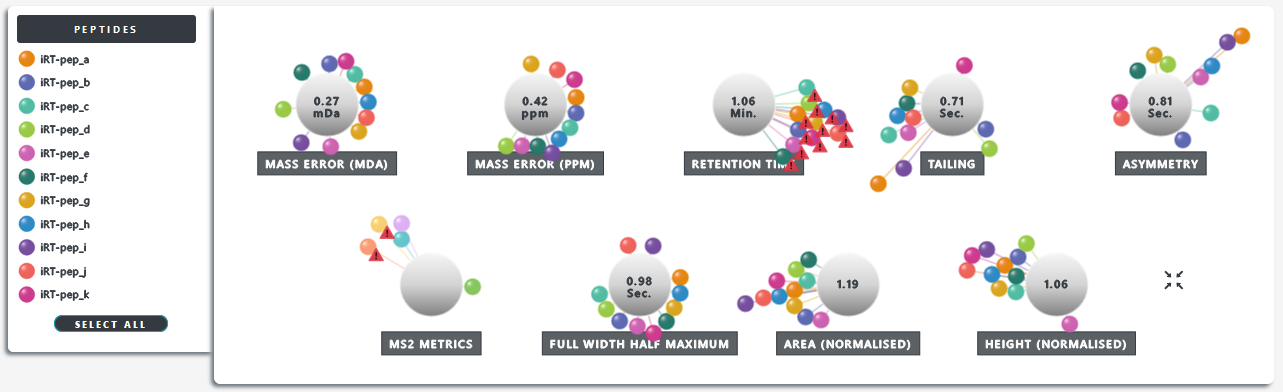 PEPTIDES
iRT-pep_a
iRT-pep_b
iRT-pep_c
iRT-pep_d
iRT-pep_e
iRT-pep_f
iRT-pep_g
iRT-pep_h
iRT-pep_i
iRT-pep_j
iRT-pep_k
SELECT ALL
0.27
mDa
MASS ERROR (MDA)
0.42
ppm
MASS ERROR (PPM)
1.06
Min.
RETENTION TIME
0.71
Sec.
TAILING
0.81
Sec.
ASYMMETRY
MS2 METRICS
0.98
Sec.
FULL WIDTH HALF MAXIMUM
1.19
AREA (NORMALISED)
1.06
HEIGHT (NORMALISED)